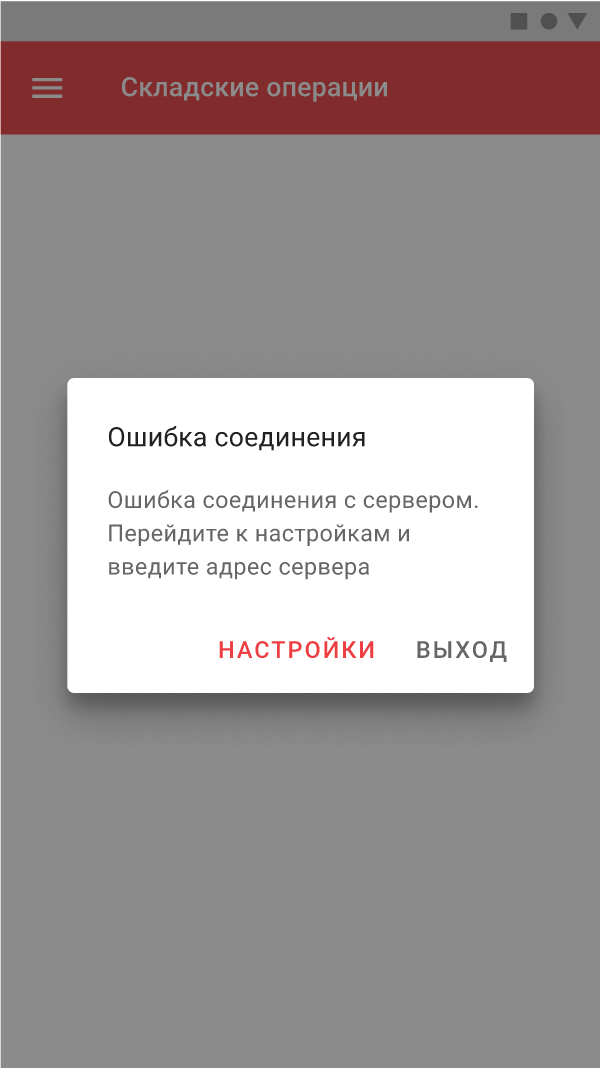 Складские операции
Ошибка соединения
Ошибка соединения с сервером.
Перейдите к настройкам и
введите адрес сервера
НАСТРОЙКИ ВЫХОД